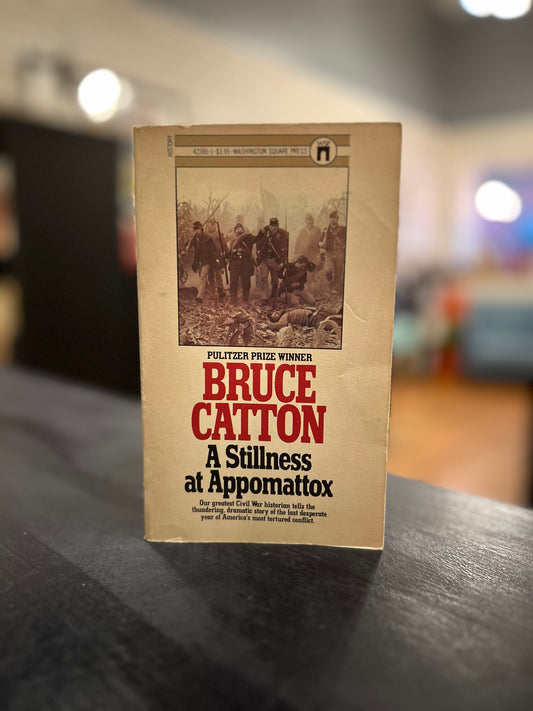 HISTORY
42385-1•$3.95•WASHINGTON SQUARE PRESS
WSP
PULITZER PRIZE WINNER
BRUCE
CATTON
A Stillness
at Appomattox
Our greatest Civil War historian tells the
thundering, dramatic story of the last desperate
year of America's most tortured conflict.